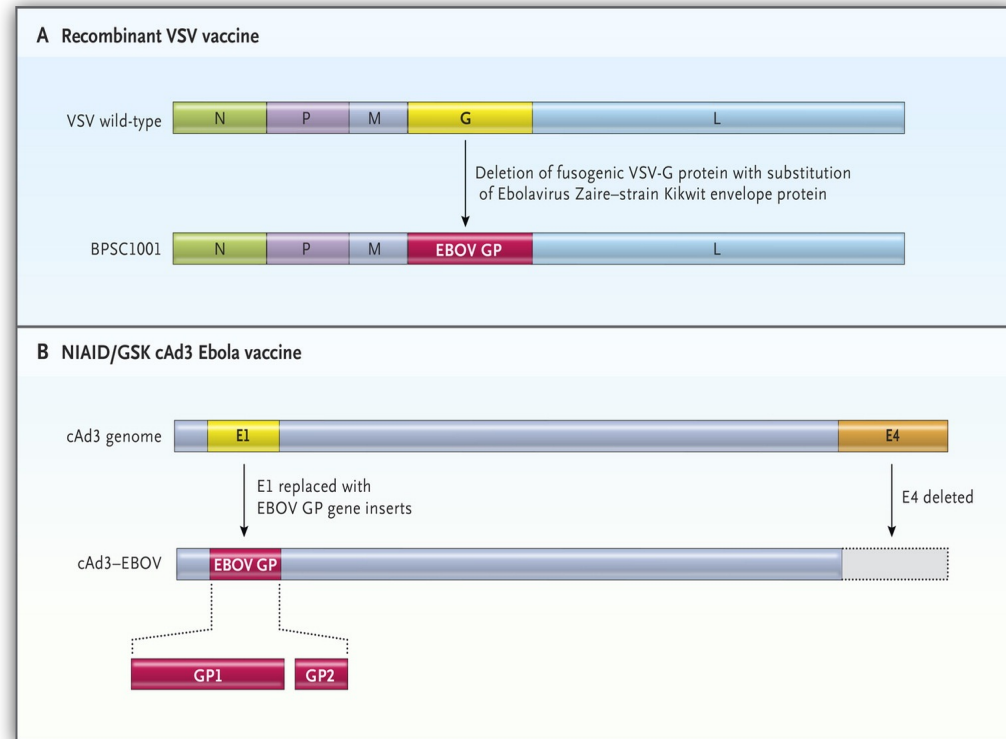 A Recombinant VSV vaccine
VSV wild-type
N P M G L
Deletion of fusogenic VSV-G protein with substitution
of Ebolavirus Zaire–strain Kikwit envelope protein
BPSC1001
N P M EBOV GP L
B NIAID/GSK cAd3 Ebola vaccine
cAd3 genome
E1 E4
E1 replaced with
EBOV GP gene inserts
E4 deleted
cAd3–EBOV
EBOV GP
GP1 GP2